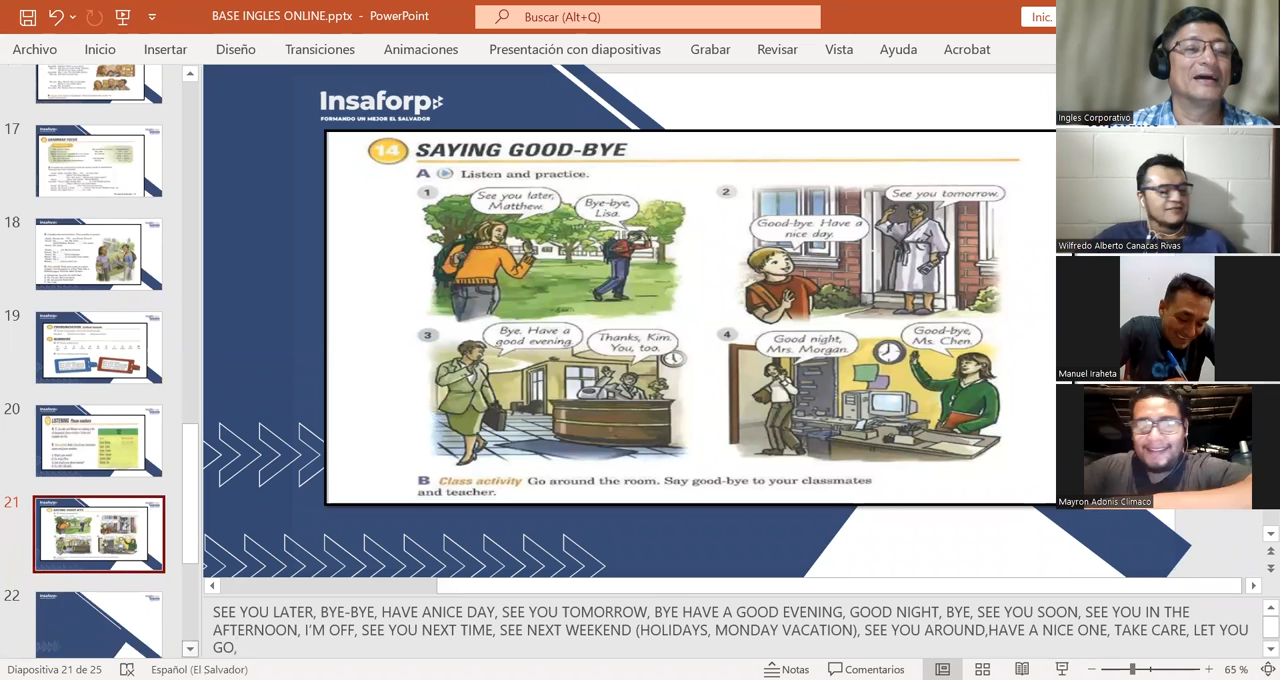 BASE INGLES ONLINE.pptx - PowerPoint
Buscar (Alt+Q)
Inic.
Archivo Inicio Insertar Diseño Transiciones Animaciones Presentación con diapositivas Grabar Revisar Vista Ayuda Acrobat
17
18
19
20
21
22
Insaforp
FORMANDO UN MEJOR EL SALVADOR
14 SAYING GOOD-BYE
A Listen and practice.
1
See you later,
Matthew.
Bye-bye,
Lisa.
2
See you tomorrow.
Good-bye. Have a
nice day.
3
Bye. Have a
good evening.
Thanks, Kim.
You, too.
4
Good night,
Mrs. Morgan.
Good-bye,
Ms. Chen.
B Class activity Go around the room. Say good-bye to your classmates
and teacher.
Ingles Corporativo
Wilfredo Alberto Canacas Rivas
Manuel Iraheta
Mayron Adonis Climaco
SEE YOU LATER, BYE-BYE, HAVE ANICE DAY, SEE YOU TOMORROW, BYE HAVE A GOOD EVENING, GOOD NIGHT, BYE, SEE YOU SOON, SEE YOU IN THE
AFTERNOON, I'M OFF, SEE YOU NEXT TIME, SEE NEXT WEEKEND (HOLIDAYS, MONDAY VACATION), SEE YOU AROUND,HAVE A NICE ONE, TAKE CARE, LET YOU
GO,
Diapositiva 21 de 25 Español (El Salvador) Notas Comentarios 65 %